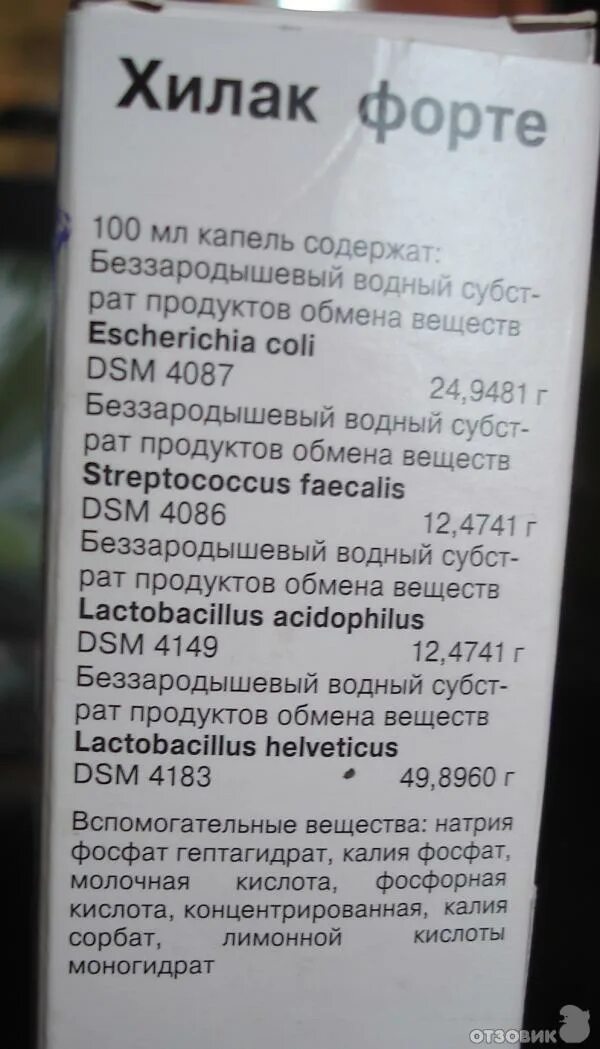 Хилак форте
100 мл капель содержат:
Беззародышевый водный субст-
рат продуктов обмена веществ
Escherichia coli
DSM 4087 24,9481 г
Беззародышевый водный субст-
рат продуктов обмена веществ
Streptococcus faecalis
DSM 4086 12,4741 г
Беззародышевый водный субст-
рат продуктов обмена веществ
Lactobacillus acidophilus
DSM 4149 12,4741 г
Беззародышевый водный субст-
рат продуктов обмена веществ
Lactobacillus helveticus
DSM 4183 49,8960 г
Вспомогательные вещества: натрия
фосфат гептагидрат, калия фосфат,
молочная кислота, фосфорная
кислота, концентрированная, калия
сорбат, лимонной кислоты
моногидрат
отзовик